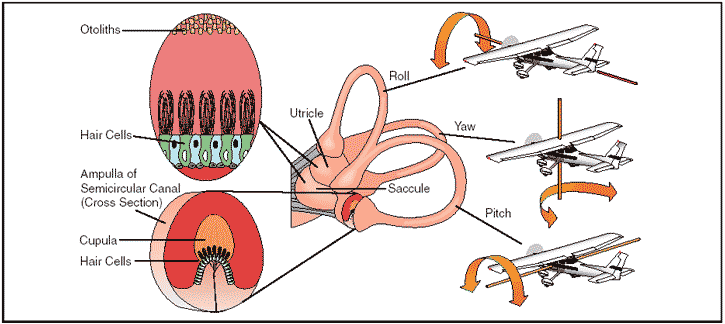 Otoliths
Hair Cells
Ampulla of
Semicircular Canal
(Cross Section)
Cupula
Hair Cells
Utricle
Saccule
Roll
Yaw
Pitch